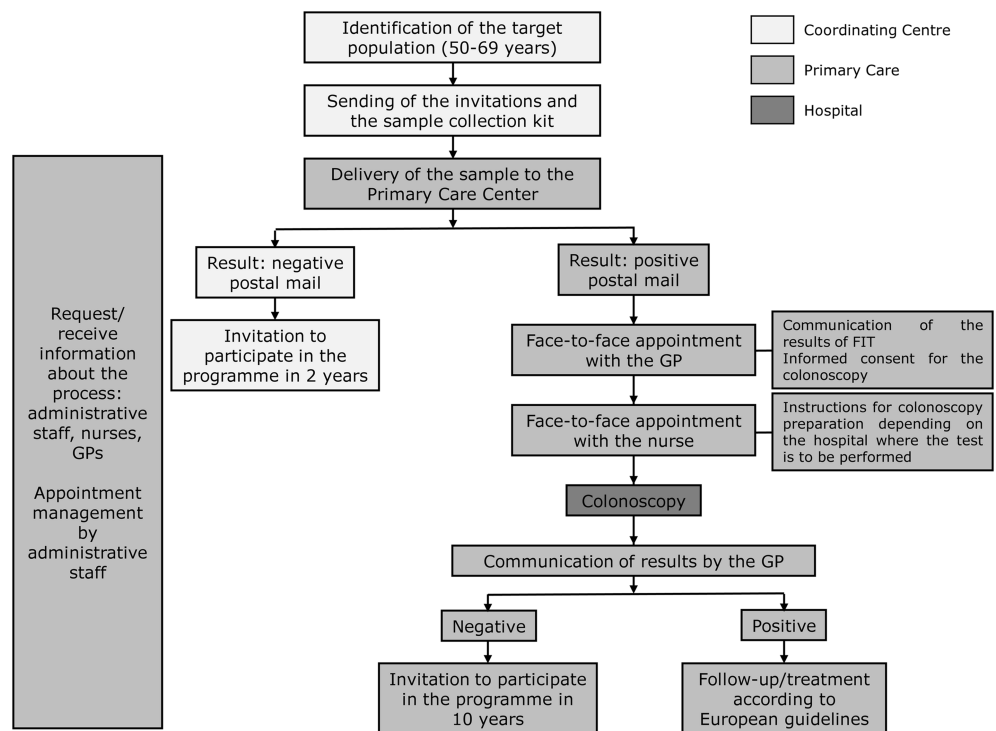 Identification of the target
population (50-69 years)
Sending of the invitations and
the sample collection kit
Delivery of the sample to the
Primary Care Center
Coordinating Centre
Primary Care
Hospital
Request/
receive
information
about the
process:
administrative
staff, nurses,
GPs
Appointment
management
by
administrative
staff
Result: negative
postal mail
Invitation to
participate in the
programme in 2 years
Result: positive
postal mail
Face-to-face appointment
with the GP
Communication of the
results of FIT
Informed consent for the
colonoscopy
Face-to-face appointment
with the nurse
Instructions for colonoscopy
preparation depending on
the hospital where the test
is to be performed
Colonoscopy
Communication of results by the GP
Negative
Invitation to participate
in the programme in
10 years
Positive
Follow-up/treatment
according to
European guidelines